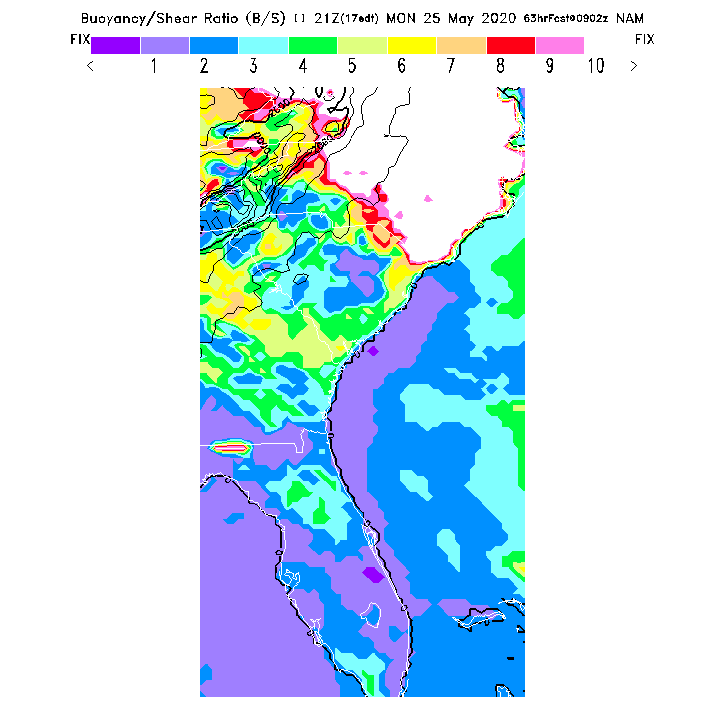 Buoyancy/Shear Ratio (B/S) [] 21Z(17edt) MON 25 May 2020 63hrFcst@0902z NAM
FIX FIX
< 1 2 3 4 5 6 7 8 9 10 >